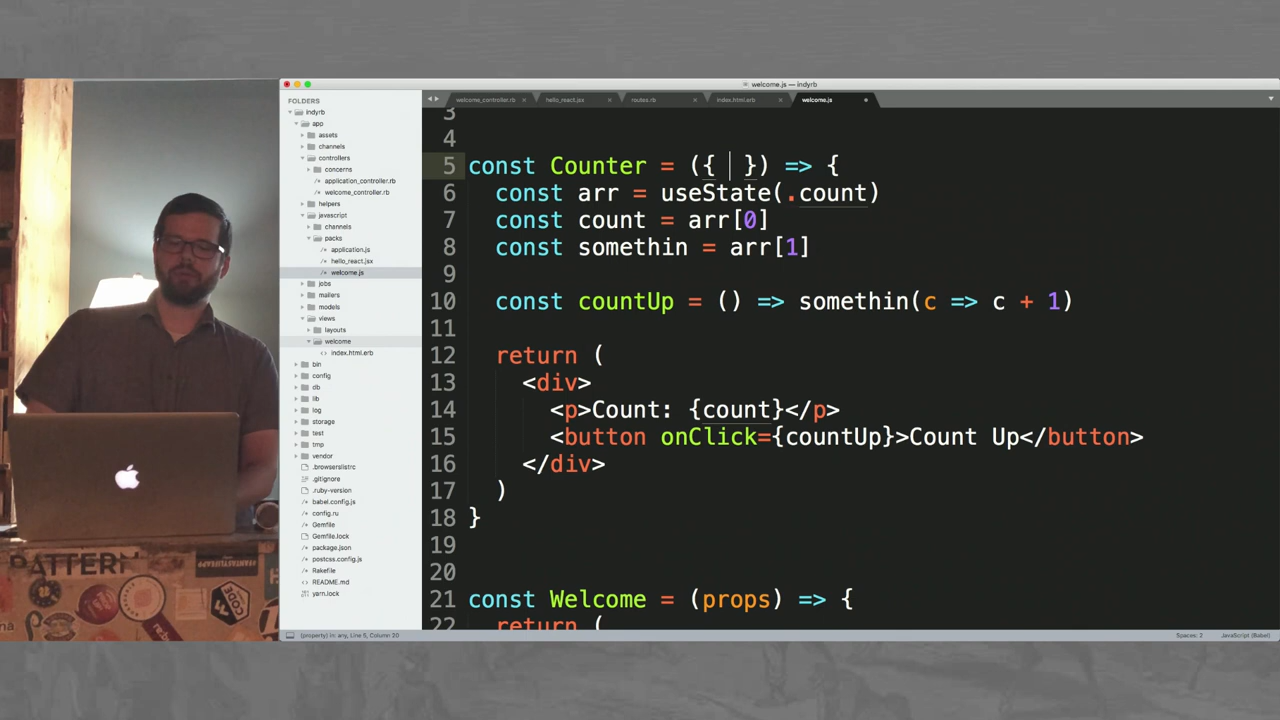 welcome.js — indyrb
FOLDERS
indyrb
app
assets
channels
controllers
concerns
application_controller.rb
welcome_controller.rb
helpers
javascript
channels
packs
application.js
hello_react.jsx
welcome.js
jobs
mailers
models
views
layouts
welcome
index.html.erb
bin
config
db
lib
log
storage
test
tmp
vendor
.browserslistrc
.gitignore
.ruby-version
babel.config.js
config.ru
Gemfile
Gemfile.lock
package.json
postcss.config.js
Rakefile
README.md
yarn.lock
welcome_controller.rb × hello_react.jsx × routes.rb × index.html.erb × welcome.js
3
4
5 const Counter = ({ }) => {
6 const arr = useState(.count)
7 const count = arr[0]
8 const somethin = arr[1]
9
10 const countUp = () => somethin(c => c + 1)
11
12 return (
13 <div>
14 <p>Count: {count}</p>
15 <button onClick={countUp}>Count Up</button>
16 </div>
17 )
18 }
19
20
21 const Welcome = (props) => {
22 return (
(property) in: any, Line 5, Column 20
Spaces: 2
JavaScript (Babel)
PATTERN
CODE